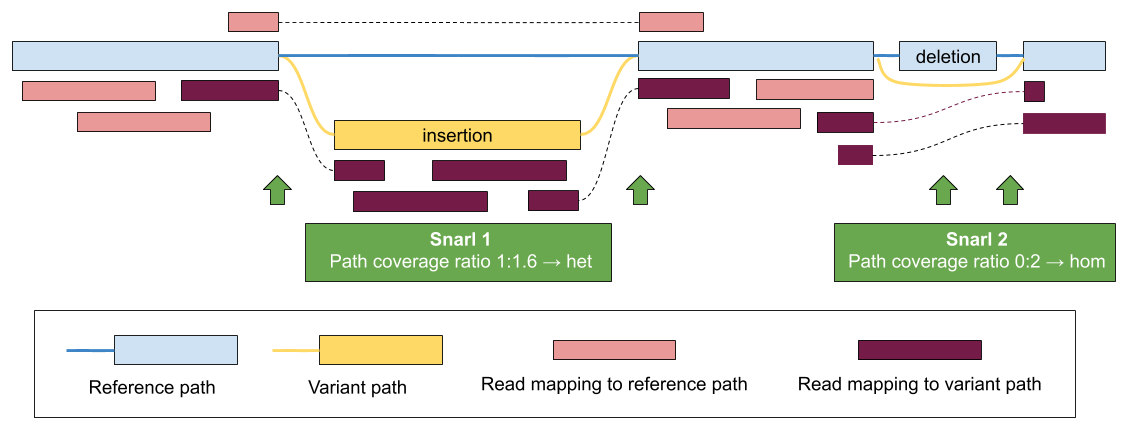 deletion
insertion
Snarl 1
Path coverage ratio 1:1.6 → het
Snarl 2
Path coverage ratio 0:2 → hom
Reference path
Variant path
Read mapping to reference path
Read mapping to variant path